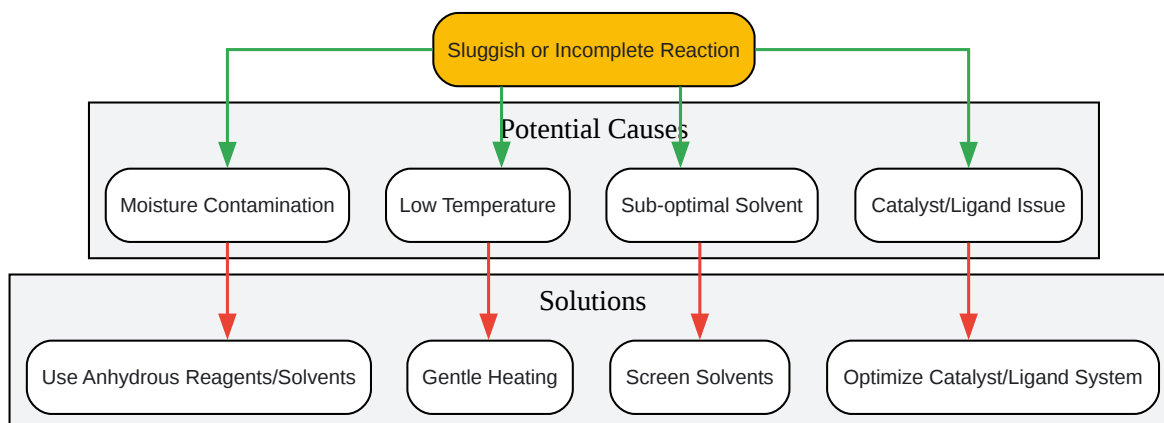 Sluggish or Incomplete Reaction
Potential Causes
Moisture Contamination
Low Temperature
Sub-optimal Solvent
Catalyst/Ligand Issue
Solutions
Use Anhydrous Reagents/Solvents
Gentle Heating
Screen Solvents
Optimize Catalyst/Ligand System